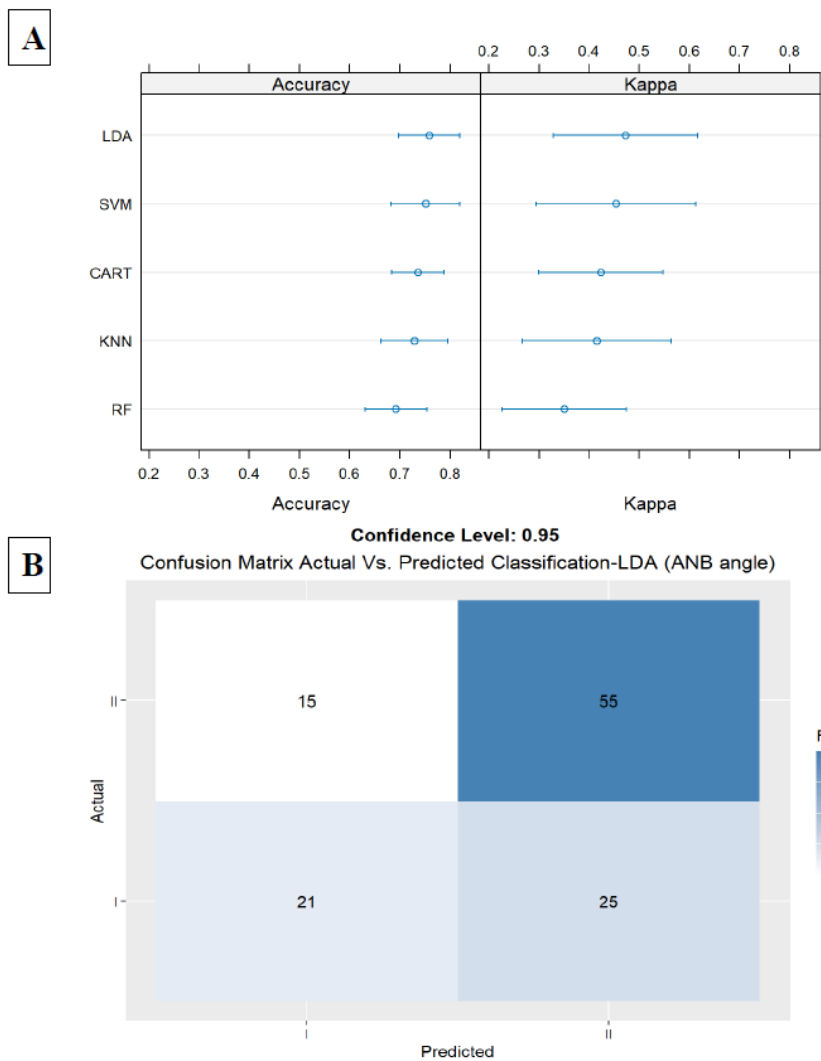 A
0.2 0.3 0.4 0.5 0.6 0.7 0.8
Accuracy Kappa
LDA
SVM
CART
KNN
RF
0.2 0.3 0.4 0.5 0.6 0.7 0.8
Accuracy Kappa
Confidence Level: 0.95
B
Confusion Matrix Actual Vs. Predicted Classification-LDA (ANB angle)
II 15 55
F
Actual
I 21 25
I II
Predicted